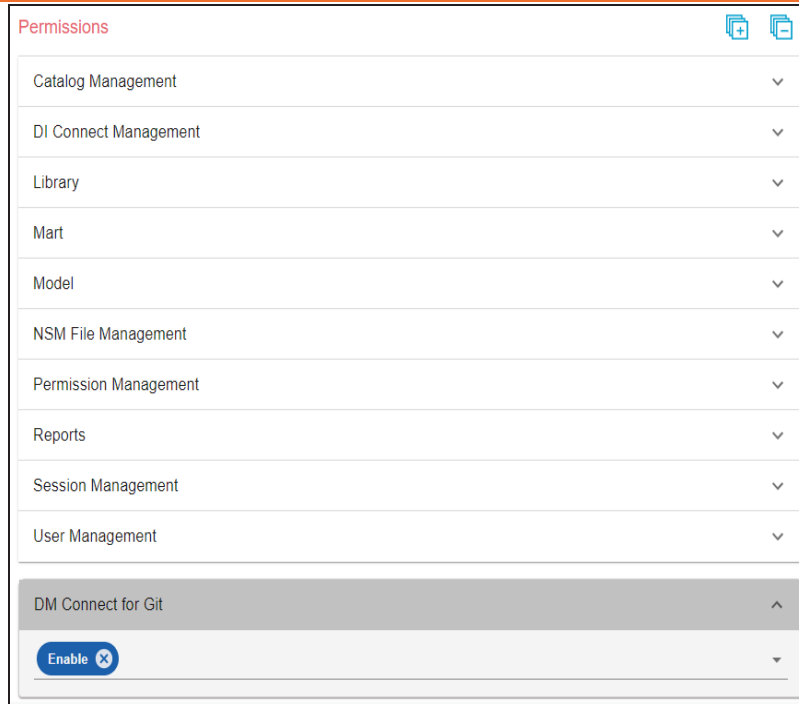 Permissions
Catalog Management
DI Connect Management
Library
Mart
Model
NSM File Management
Permission Management
Reports
Session Management
User Management
DM Connect for Git
Enable